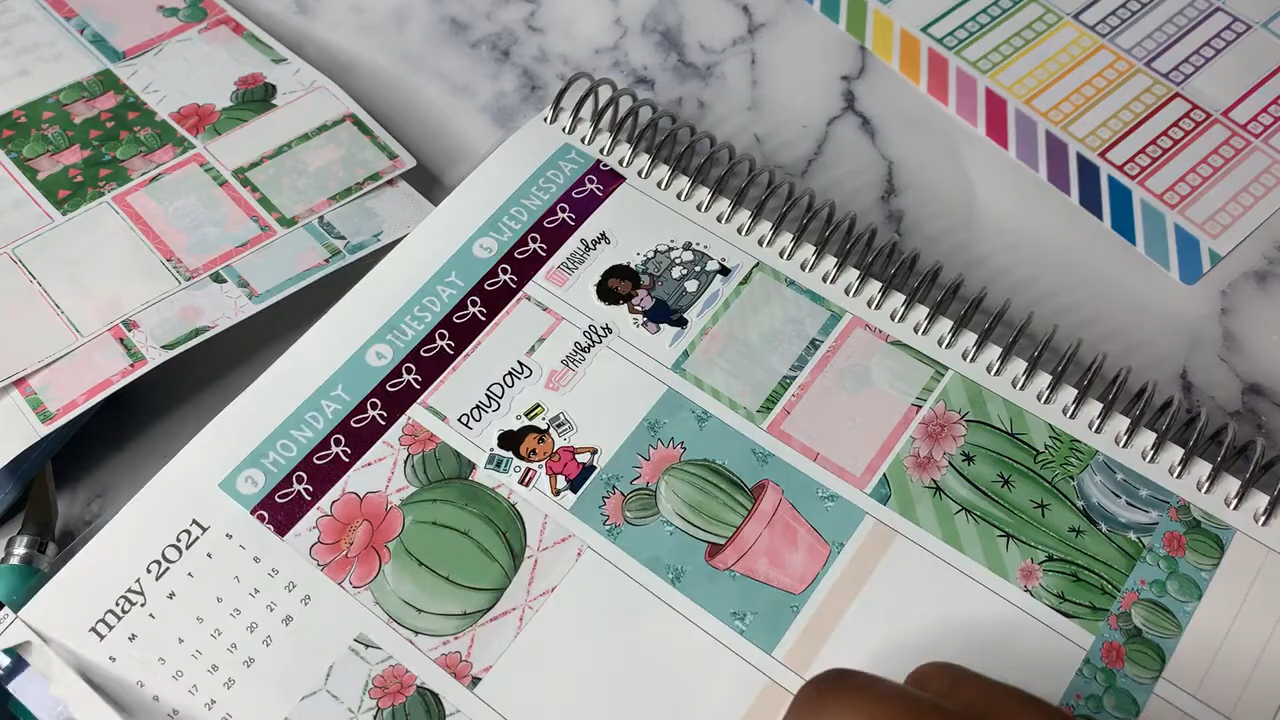 3 MONDAY 4 TUESDAY 5 WEDNESDAY
TRASHday
PAYDAY
PAYBills
may 2021
S M T W T F S
1
2 3 4 5 6 7 8
9 10 11 12 13 14 15
16 17 18 19 20 21 22
24 25 26 27 28 29
31